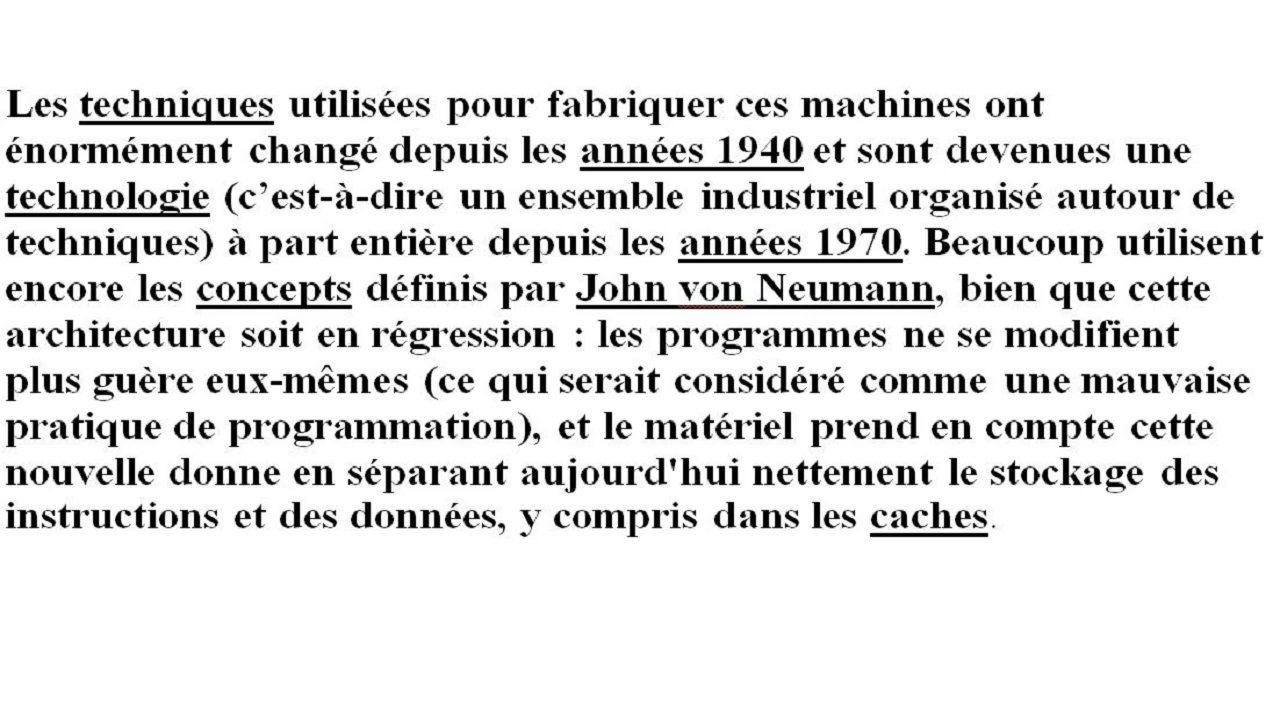 Les techniques utilisées pour fabriquer ces machines ont
énormément changé depuis les années 1940 et sont devenues une
technologie (c’est-à-dire un ensemble industriel organisé autour de
techniques) à part entière depuis les années 1970. Beaucoup utilisent
encore les concepts définis par John von Neumann, bien que cette
architecture soit en régression : les programmes ne se modifient
plus guère eux-mêmes (ce qui serait considéré comme une mauvaise
pratique de programmation), et le matériel prend en compte cette
nouvelle donne en séparant aujourd'hui nettement le stockage des
instructions et des données, y compris dans les caches.